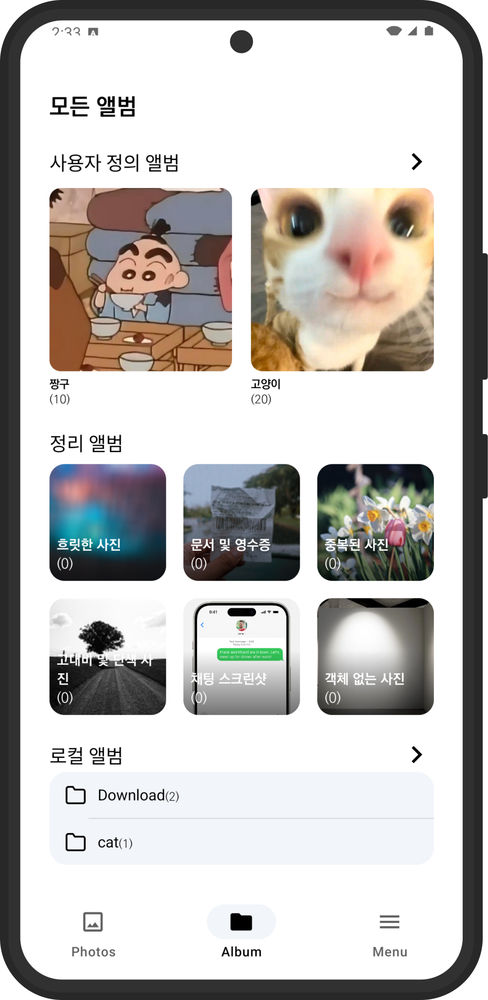 2:33
모든 앨범
사용자 정의 앨범
짱구
(10)
고양이
(20)
정리 앨범
흐릿한 사진
(0)
문서 및 영수증
(0)
중복된 사진
(0)
고대비 및 단색 사
진
(0)
9:41
John
Text Message • SMS
Today 9:41 AM
Frank and Khalid are in town. Let's
meet up for dinner after work!
채팅 스크린샷
(0)
객체 없는 사진
(0)
로컬 앨범
Download(2)
cat(1)
Photos
Album
Menu